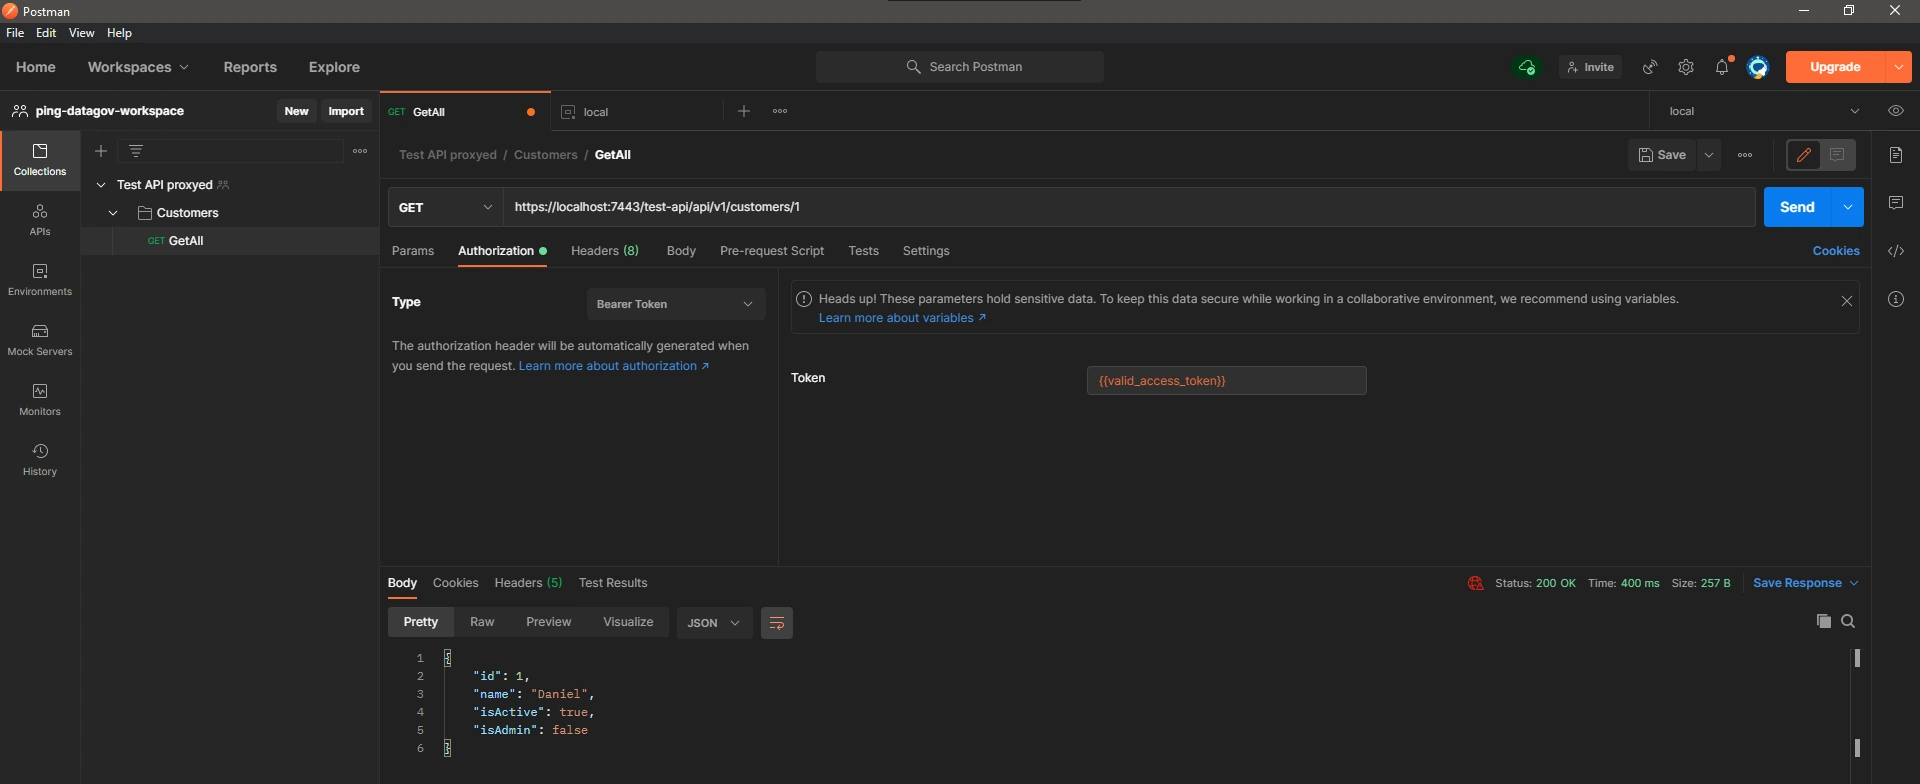 Postman
File Edit View Help
Home Workspaces Reports Explore Search Postman Invite Upgrade
ping-datagov-workspace New Import GET GetAll local local
Collections
APIs
Environments
Mock Servers
Monitors
History
Test API proxyed
Customers
GET GetAll
Test API proxyed / Customers / GetAll Save
GET https://localhost:7443/test-api/api/v1/customers/1 Send
Params Authorization Headers (8) Body Pre-request Script Tests Settings Cookies
Type Bearer Token
The authorization header will be automatically generated when
you send the request. Learn more about authorization ↗
Heads up! These parameters hold sensitive data. To keep this data secure while working in a collaborative environment, we recommend using variables.
Learn more about variables ↗
Token {{valid_access_token}}
Body Cookies Headers (5) Test Results Status: 200 OK Time: 400 ms Size: 257 B Save Response
Pretty Raw Preview Visualize JSON
1 {
2 "id": 1,
3 "name": "Daniel",
4 "isActive": true,
5 "isAdmin": false
6 }